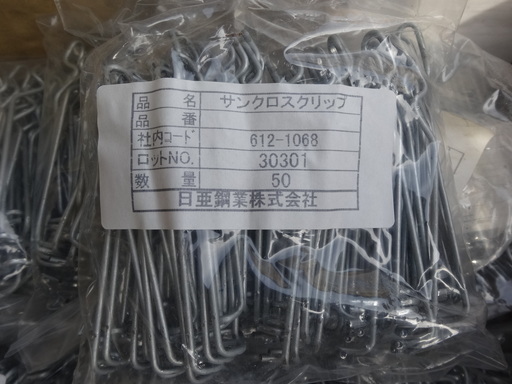 品名 サンクロスクリップ
品番
社内コード 612-1068
ロットNO. 30301
数量 50
日亜鋼業株式会社